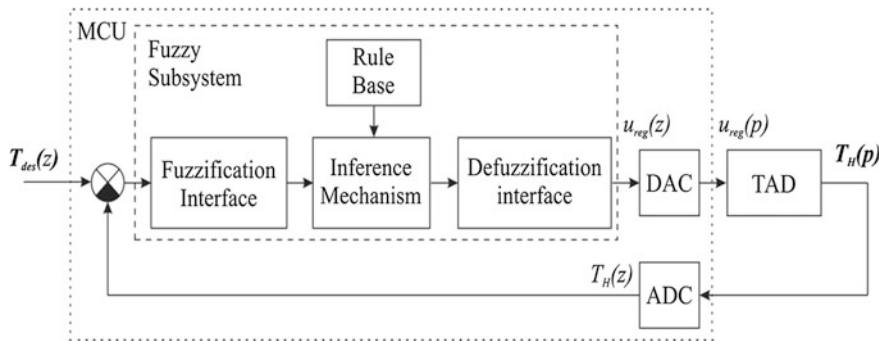 MCU
Fuzzy
Subsystem
Rule
Base
T_des(z)
Fuzzification
Interface
Inference
Mechanism
Defuzzification
interface
u_reg(z)
DAC
u_reg(p)
TAD
T_H(p)
T_H(z)
ADC